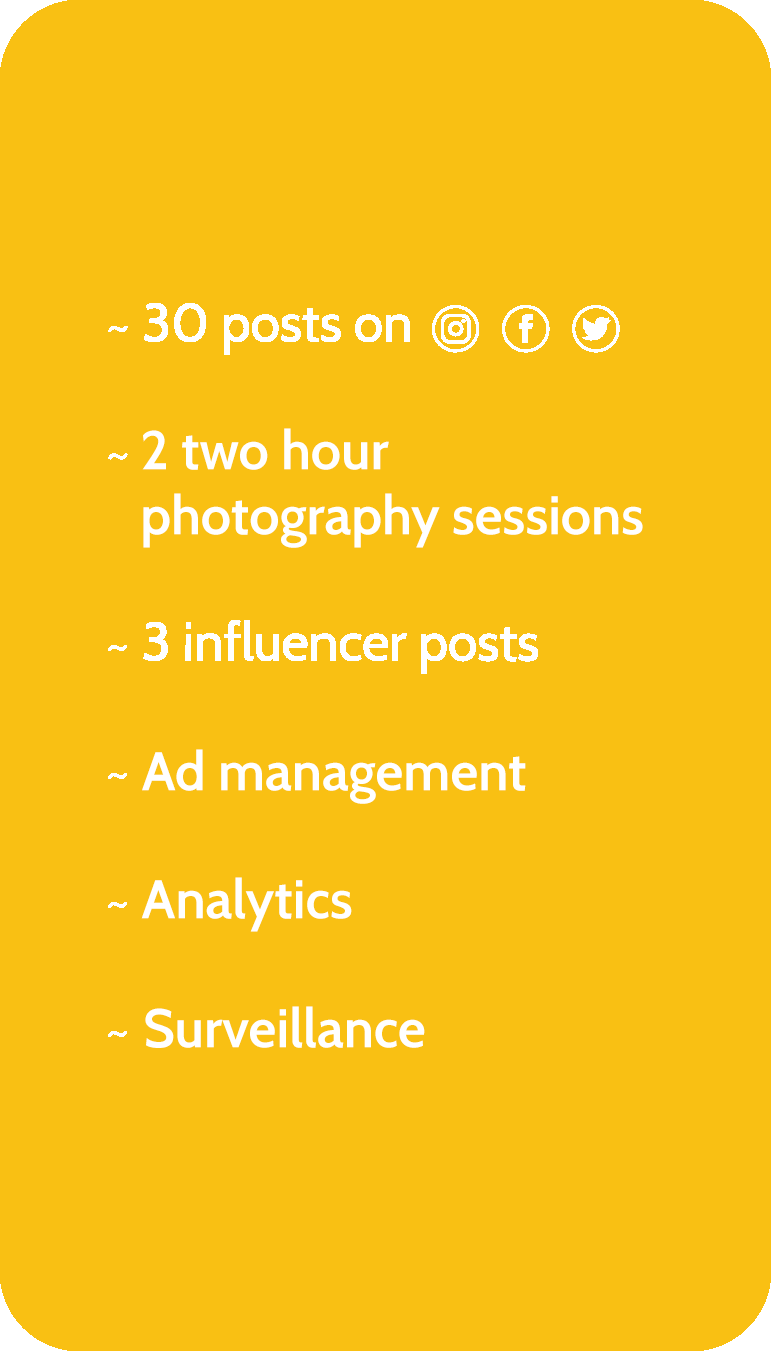 ~ 30 posts on
~ 2 two hour
photography sessions
~ 3 influencer posts
~ Ad management
~ Analytics
~ Surveillance